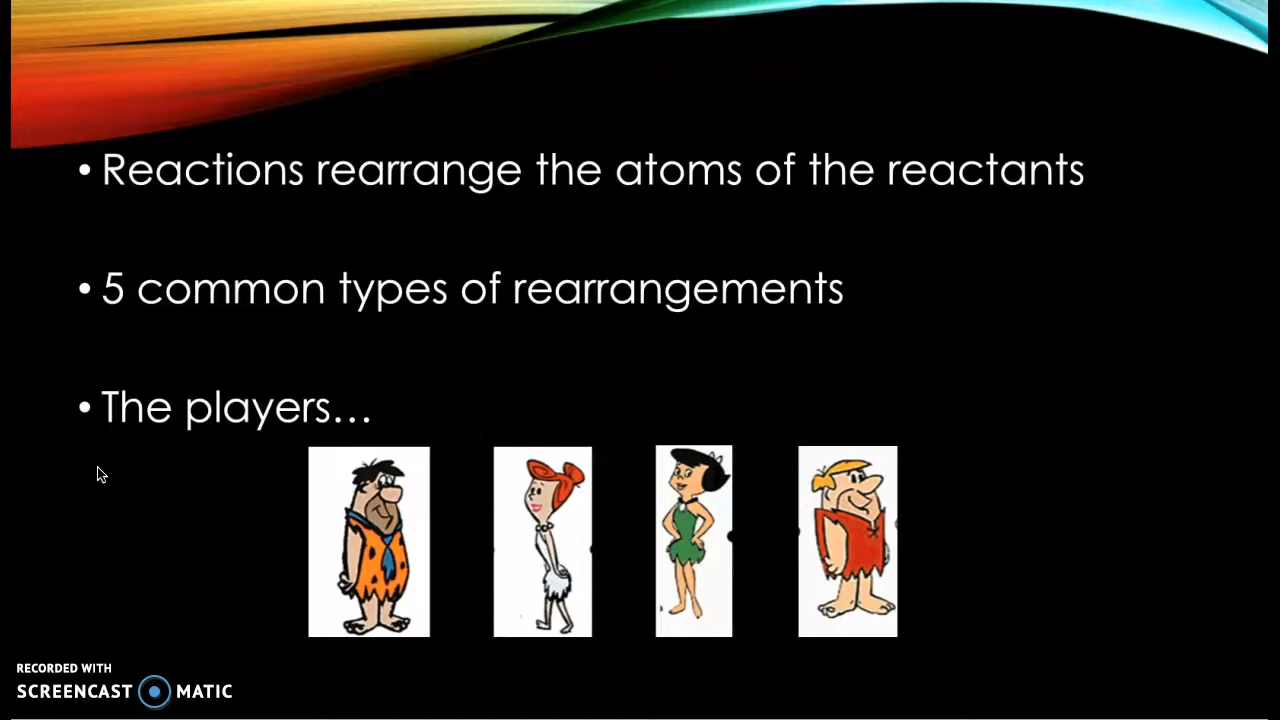 • Reactions rearrange the atoms of the reactants
• 5 common types of rearrangements
• The players…
RECORDED WITH
SCREENCAST MATIC